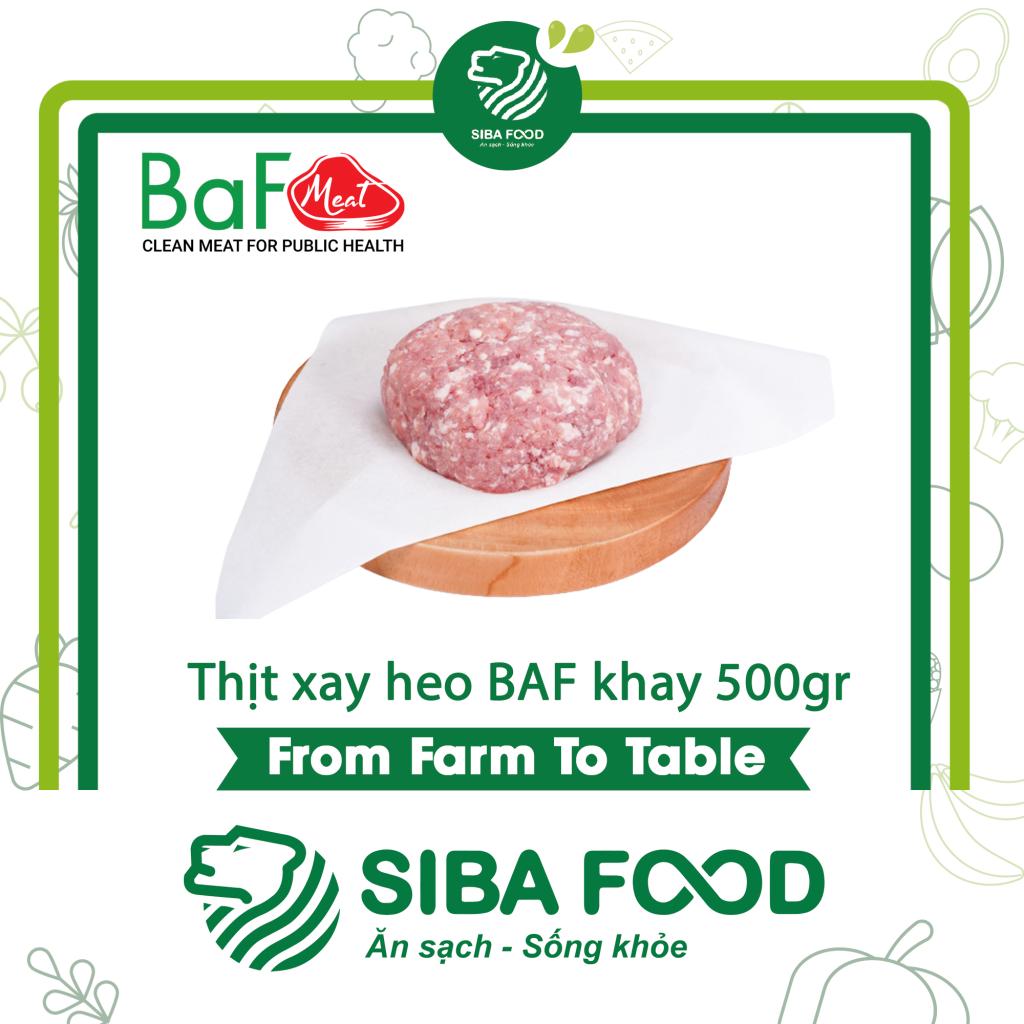 SIBA FOOD
Ăn sạch - Sống khỏe
BaF Meat
CLEAN MEAT FOR PUBLIC HEALTH
Thịt xay heo BAF khay 500gr
From Farm To Table
SIBA FOOD
Ăn sạch - Sống khỏe